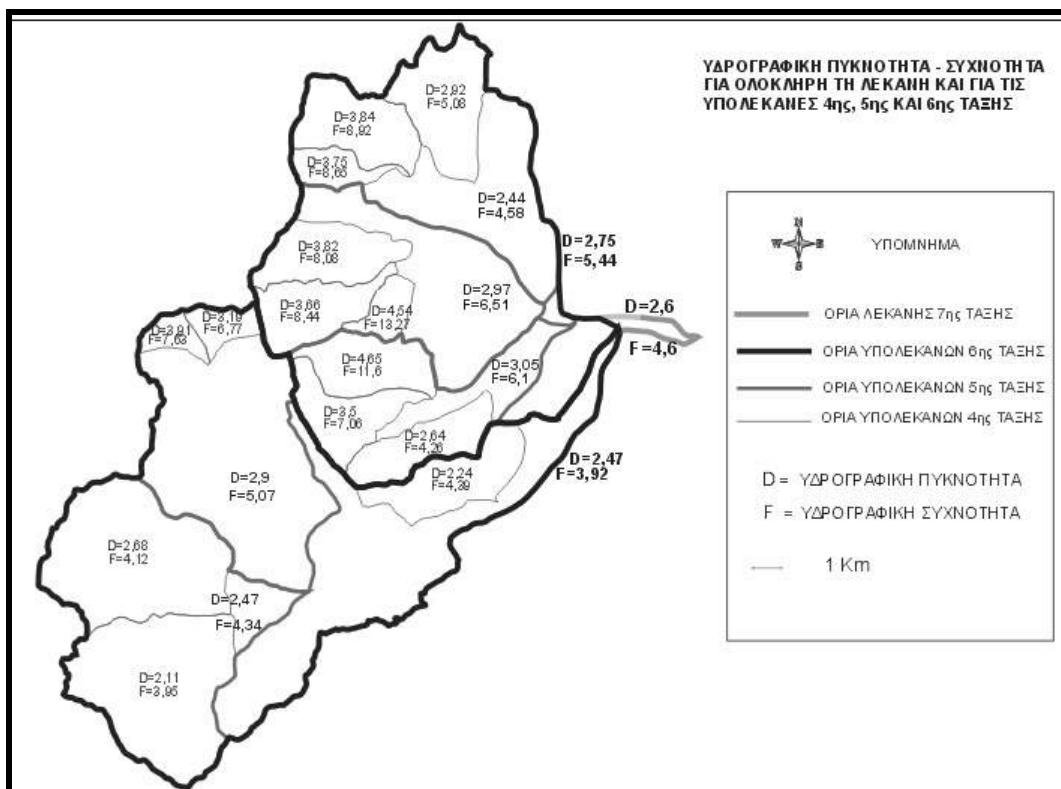 ΥΔΡΟΓΡΑΦΙΚΗ ΠΥΚΝΟΤΗΤΑ - ΣΥΧΝΟΤΗΤΑ
ΓΙΑ ΟΛΟΚΛΗΡΗ ΤΗ ΛΕΚΑΝΗ ΚΑΙ ΓΙΑ ΤΙΣ
ΥΠΟΛΕΚΑΝΕΣ 4ης, 5ης ΚΑΙ 6ης ΤΑΞΗΣ
D=2,92
F=5,08
D=3,84
F=8,92
D=3,75
F=8,65
D=2,44
F=4,58
D=2,75
F=5,44
D=3,82
F=8,08
D=2,97
F=6,51
D=3,66
F=8,44
D=4,54
F=13,27
D=2,6
F=4,6
D=3,19
F=6,77
D=3,91
F=7,63
D=4,65
F=11,6
D=3,05
F=6,1
D=3,5
F=7,06
D=2,64
F=4,26
D=2,24
F=4,39
D=2,47
F=3,92
D=2,9
F=5,07
D=2,68
F=4,12
D=2,47
F=4,34
D=2,11
F=3,95
N
W E
S
ΥΠΟΜΝΗΜΑ
ΟΡΙΑ ΛΕΚΑΝΗΣ 7ης ΤΑΞΗΣ
ΟΡΙΑ ΥΠΟΛΕΚΑΝΩΝ 6ης ΤΑΞΗΣ
ΟΡΙΑ ΥΠΟΛΕΚΑΝΩΝ 5ης ΤΑΞΗΣ
ΟΡΙΑ ΥΠΟΛΕΚΑΝΩΝ 4ης ΤΑΞΗΣ
D = ΥΔΡΟΓΡΑΦΙΚΗ ΠΥΚΝΟΤΗΤΑ
F = ΥΔΡΟΓΡΑΦΙΚΗ ΣΥΧΝΟΤΗΤΑ
1 Km